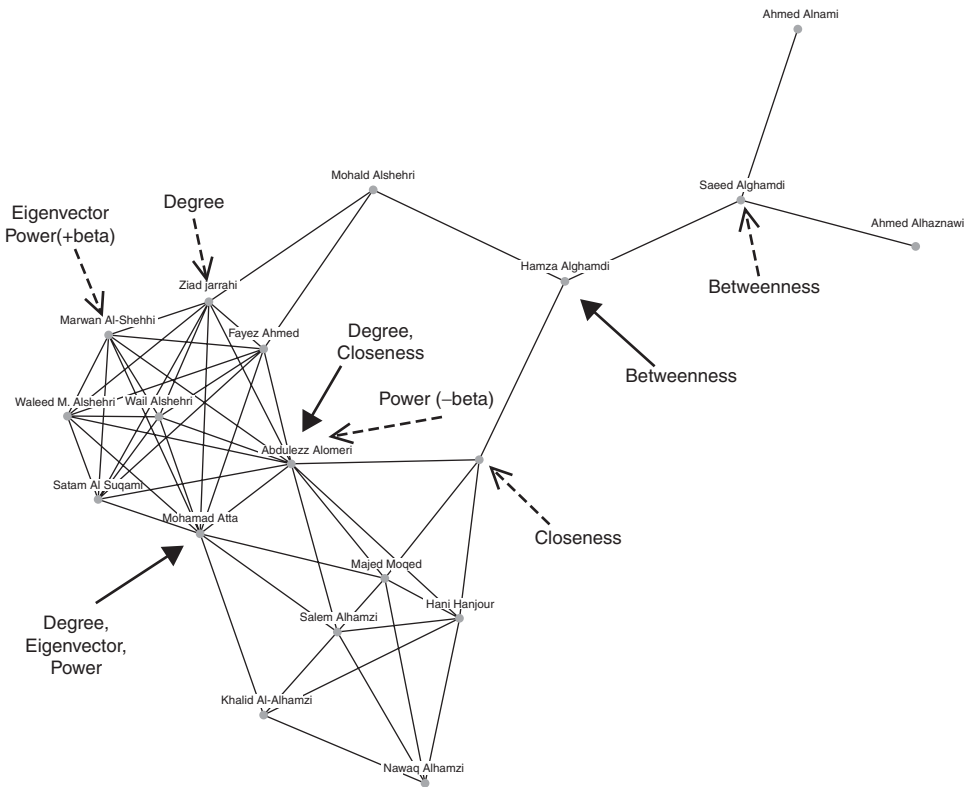 Ahmed Alnami
Mohald Alshehri
Saeed Alghamdi
Degree
Eigenvector
Power(+beta)
Ahmed Alhaznawi
Hamza Alghamdi
Ziad jarrahi
Betweenness
Marwan Al-Shehhi
Fayez Ahmed
Degree,
Closeness
Betweenness
Power (–beta)
Waleed M. Alshehri
Wail Alshehri
Abdulezz Alomeri
Satam Al Suqami
Mohamad Atta
Closeness
Majed Moqed
Hani Hanjour
Salem Alhamzi
Degree,
Eigenvector,
Power
Khalid Al-Alhamzi
Nawaq Alhamzi